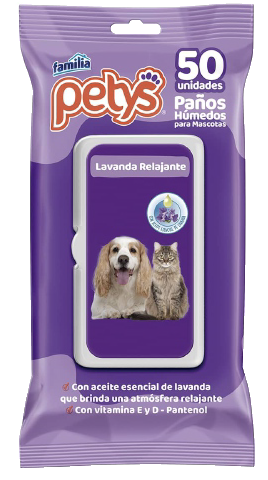 familia
petys®
50
unidades
Paños
Húmedos
para Mascotas
Lavanda Relajante
Con aceite esencial de lavanda
que brinda una atmósfera relajante
Con vitamina E y D - Pantenol